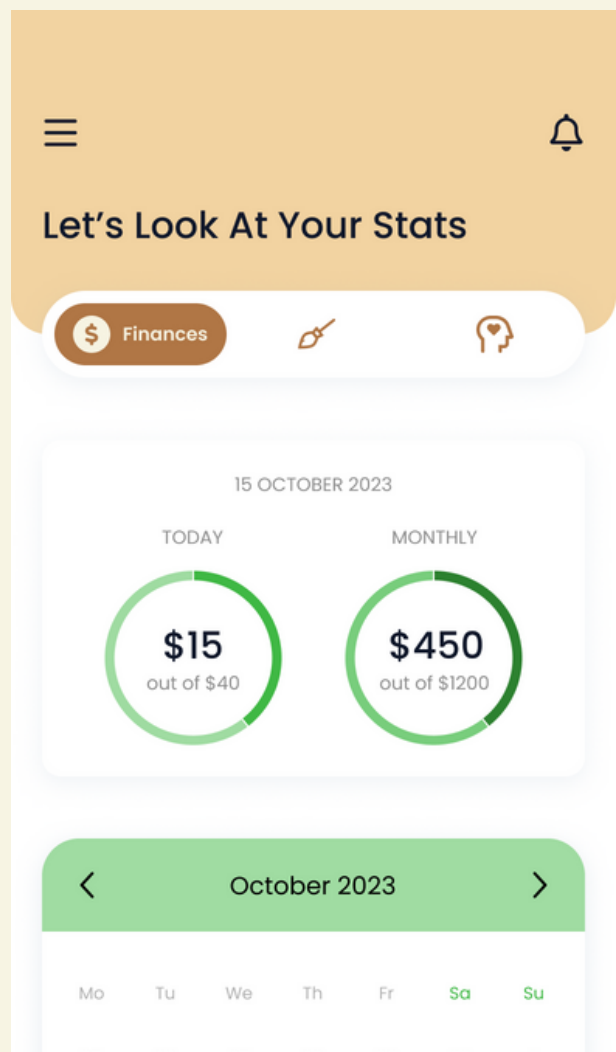 Let’s Look At Your Stats
$ Finances
15 OCTOBER 2023
TODAY MONTHLY
$15 $450
out of $40 out of $1200
October 2023
Mo Tu We Th Fr Sa Su